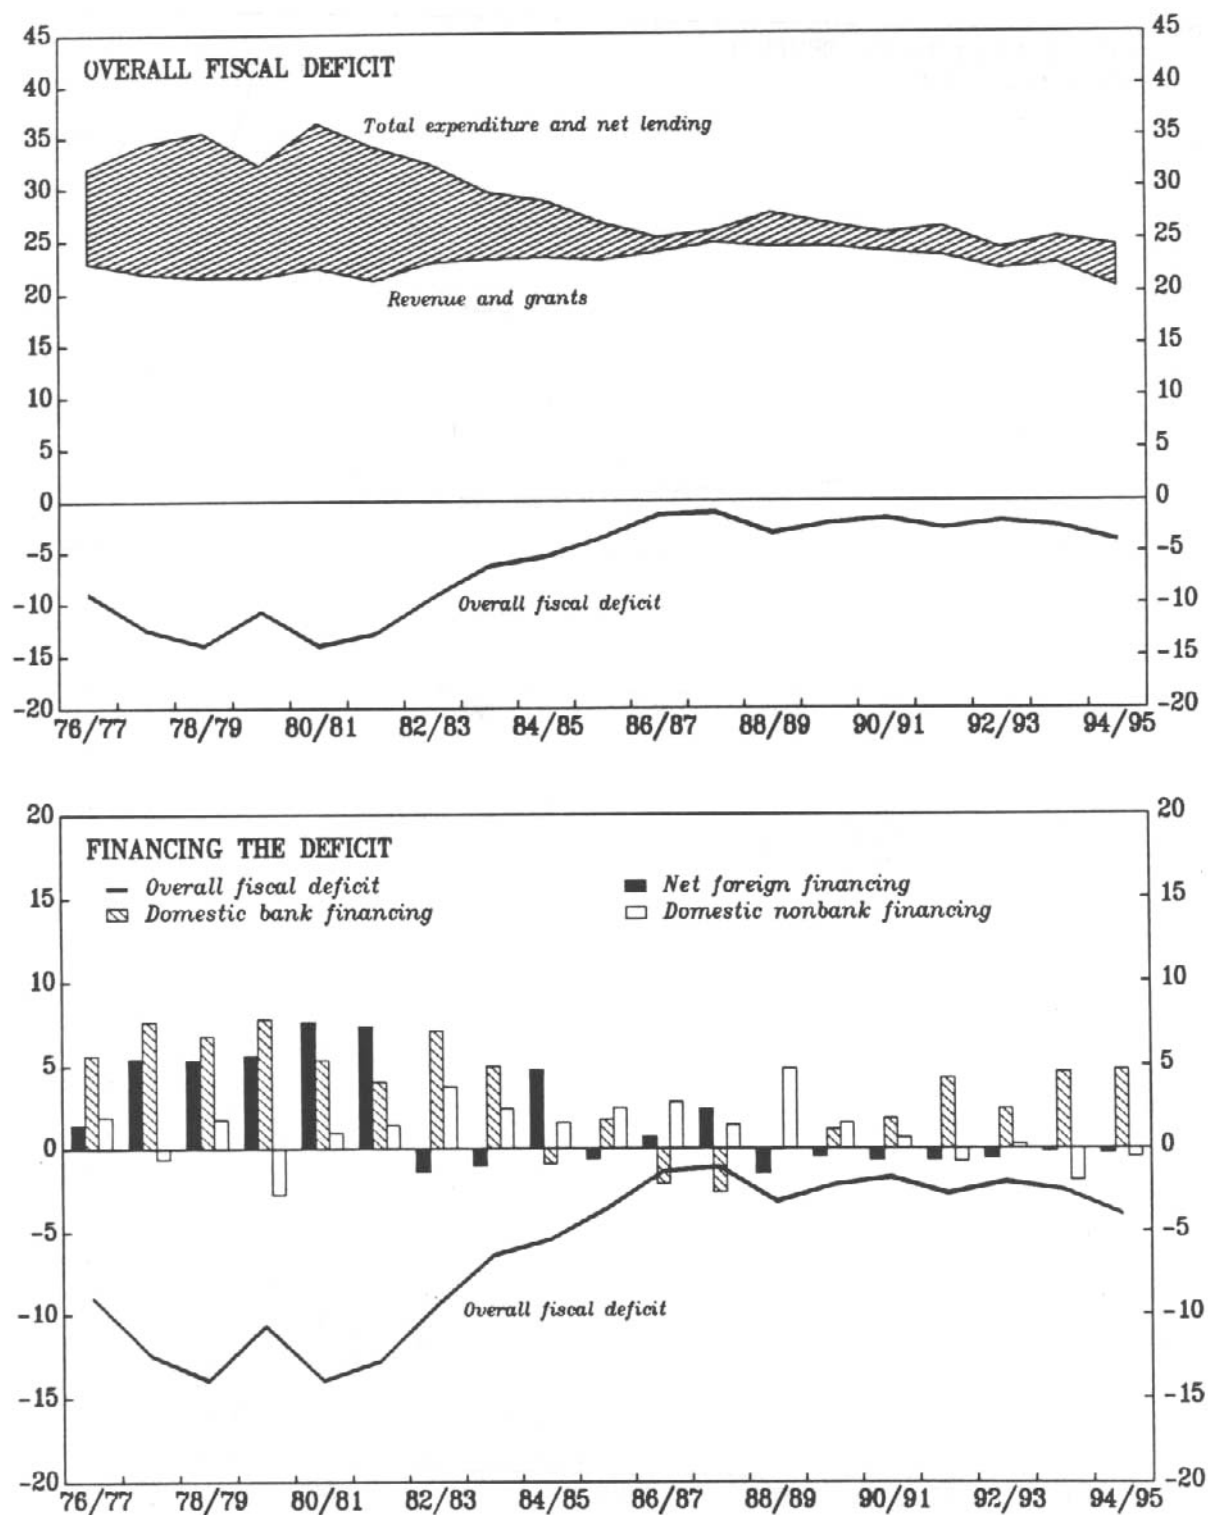 45 45
OVERALL FISCAL DEFICIT
40 40
Total expenditure and net lending
35 35
30 30
25 25
20 20
Revenue and grants
15 15
10 10
5 5
0 0
-5 -5
Overall fiscal deficit
-10 -10
-15 -15
-20 -20
76/77 78/79 80/81 82/83 84/85 86/87 88/89 90/91 92/93 94/95
20 20
FINANCING THE DEFICIT
Overall fiscal deficit Net foreign financing
15 15
Domestic bank financing Domestic nonbank financing
10 10
5 5
0 0
-5 -5
Overall fiscal deficit
-10 -10
-15 -15
-20 -20
76/77 78/79 80/81 82/83 84/85 86/87 88/89 90/91 92/93 94/95